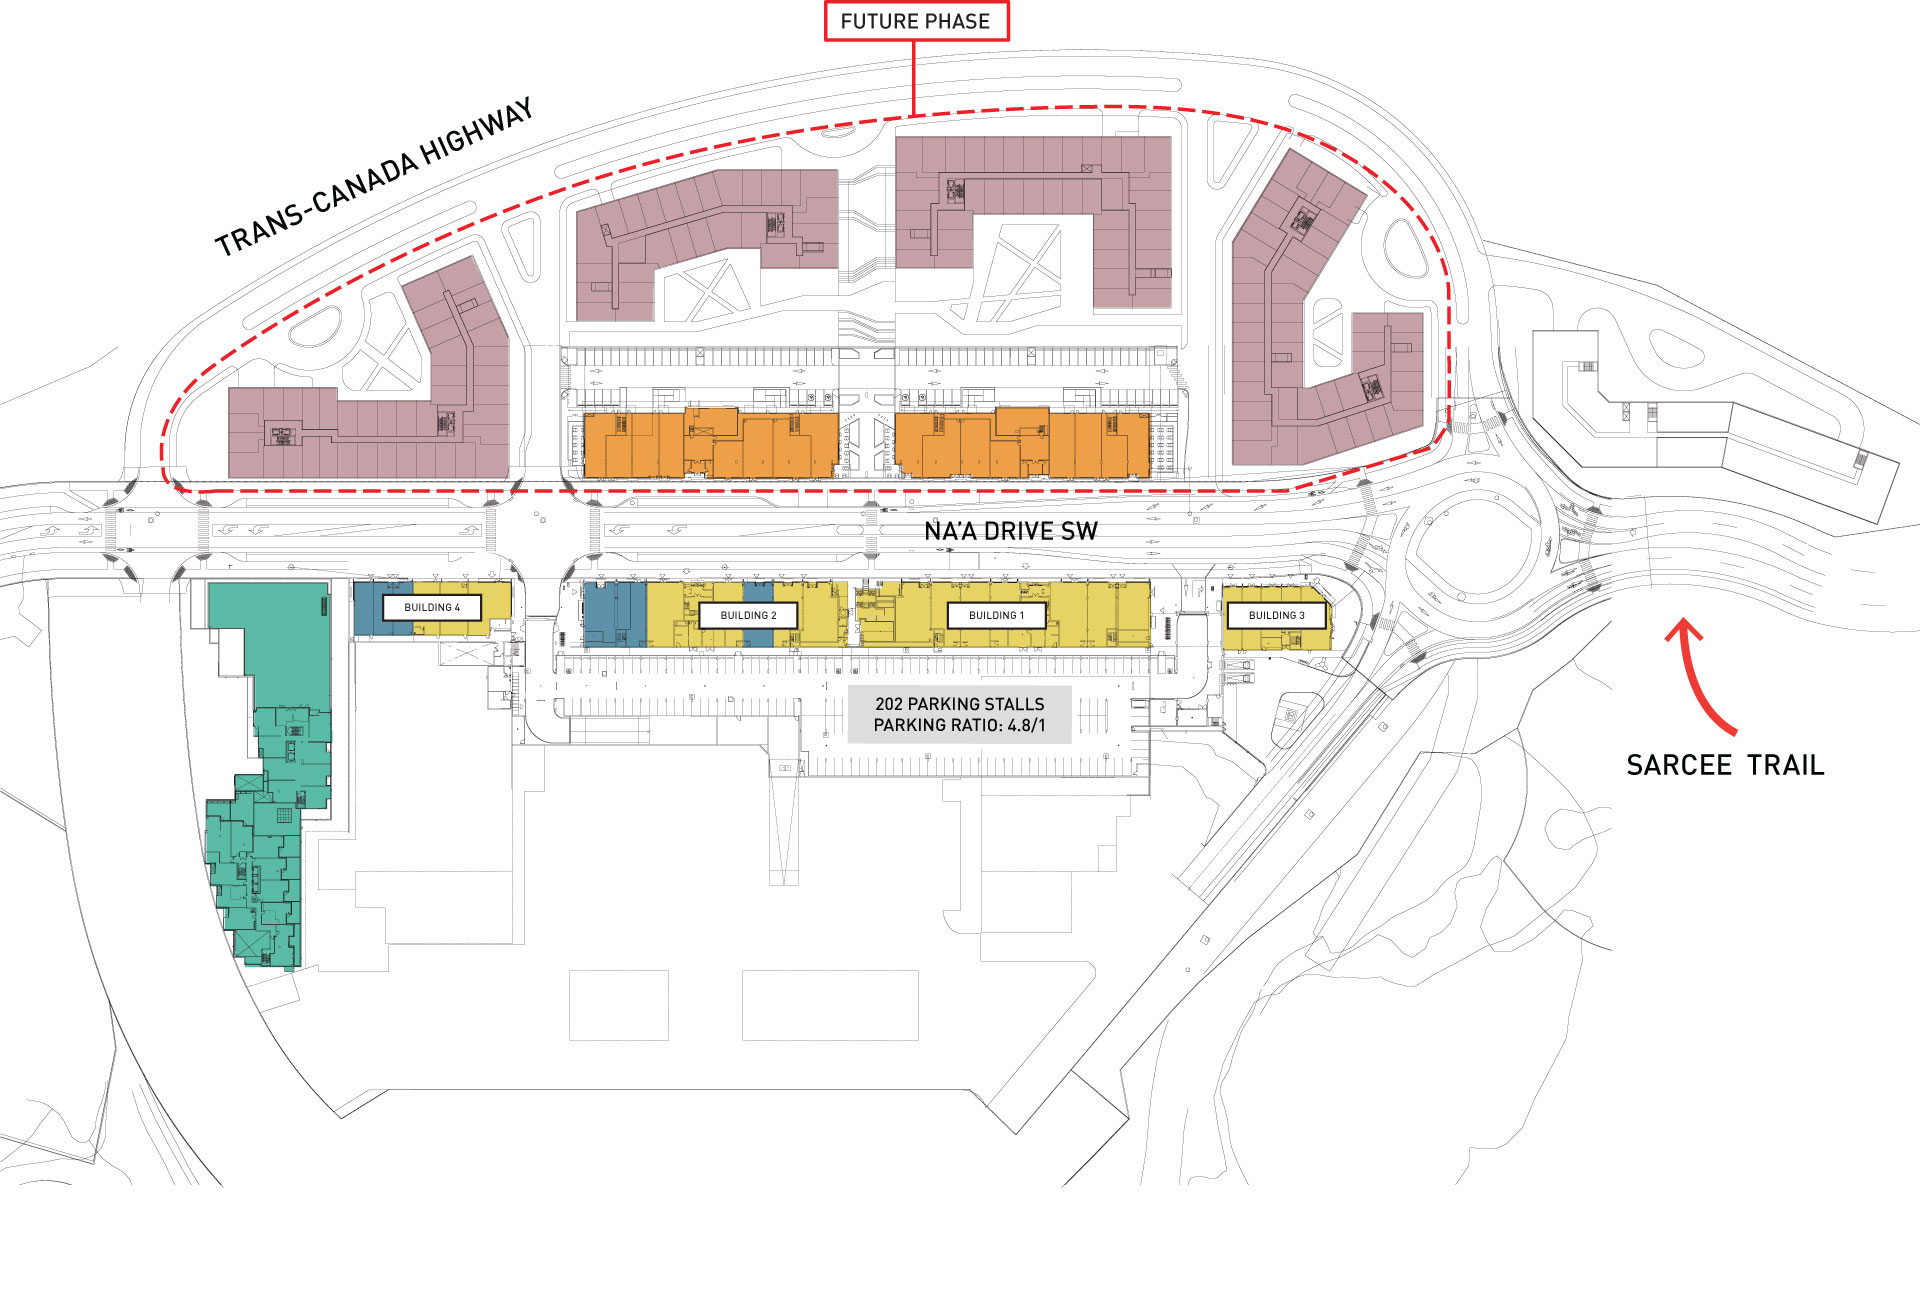 FUTURE PHASE
TRANS-CANADA HIGHWAY
NA'A DRIVE SW
BUILDING 4
BUILDING 2
BUILDING 1
BUILDING 3
202 PARKING STALLS
PARKING RATIO: 4.8/1
SARCEE TRAIL